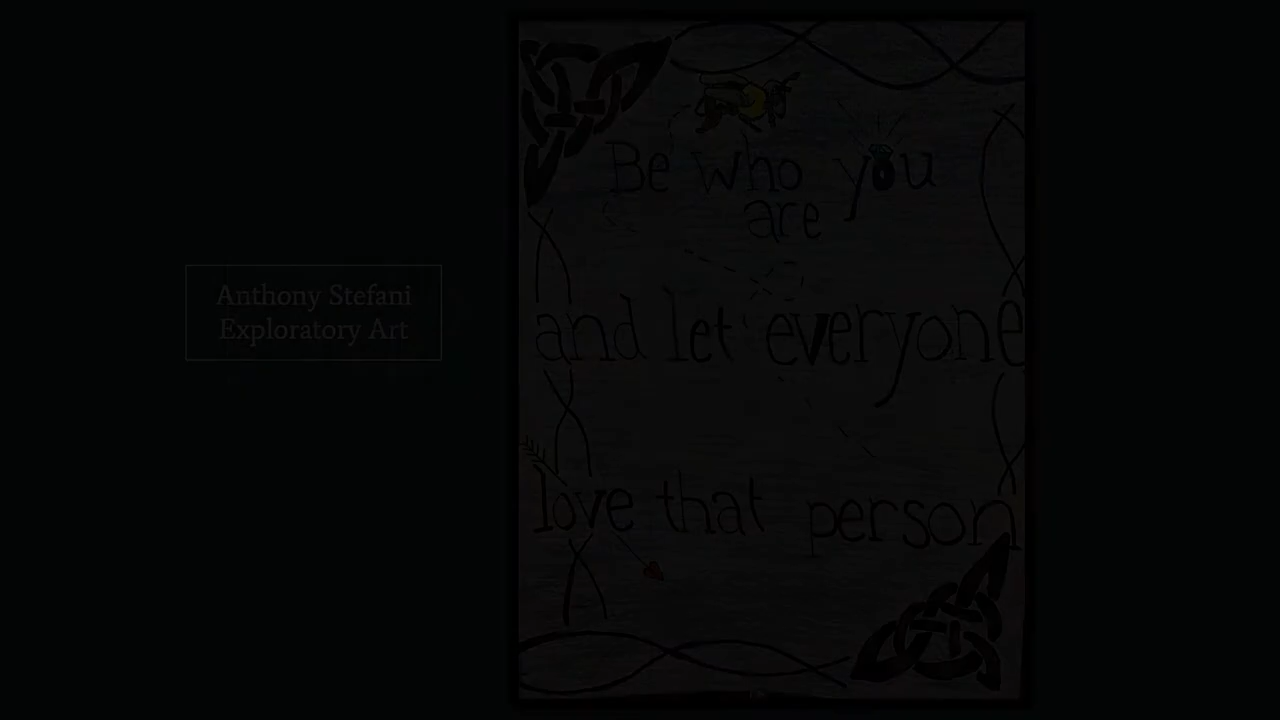 Anthony Stefani
Exploratory Art
Be who you
are
and let everyone
love that person